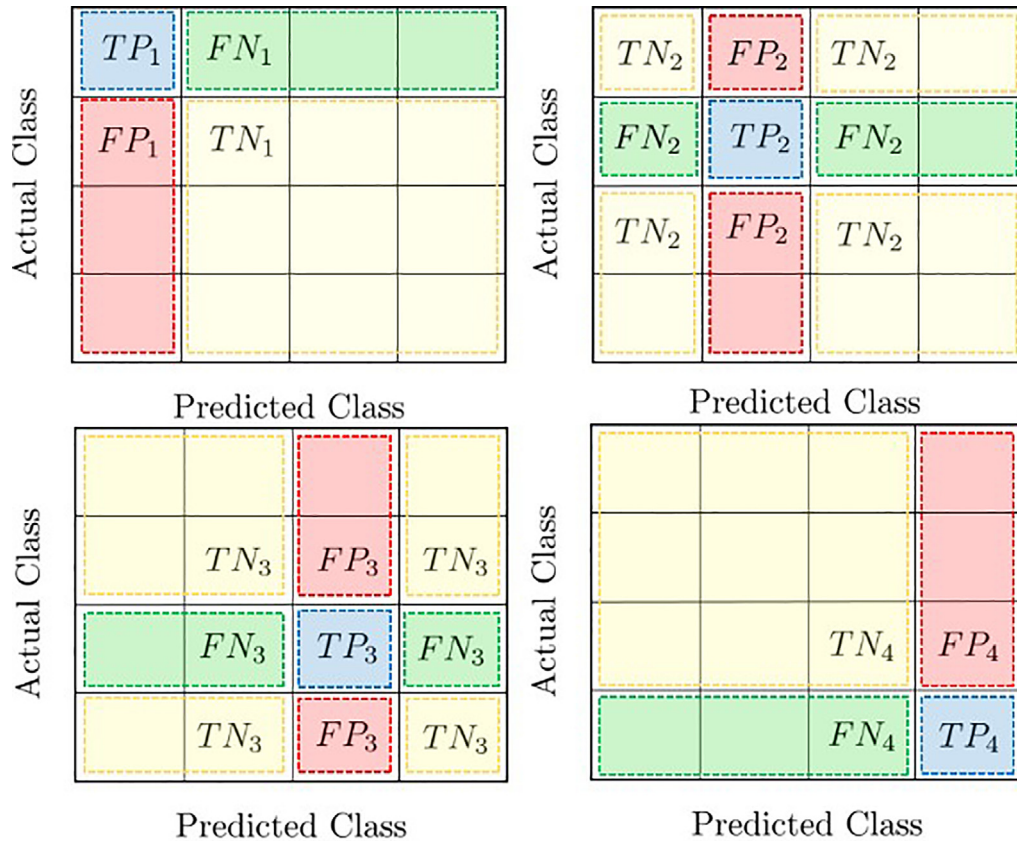 TP₁ FN₁
FP₁ TN₁
Actual Class
Predicted Class
TN₂ FP₂ TN₂
FN₂ TP₂ FN₂
TN₂ FP₂ TN₂
Actual Class
Predicted Class
TN₃ FP₃ TN₃
FN₃ TP₃ FN₃
TN₃ FP₃ TN₃
Actual Class
Predicted Class
TN₄ FP₄
FN₄ TP₄
Actual Class
Predicted Class